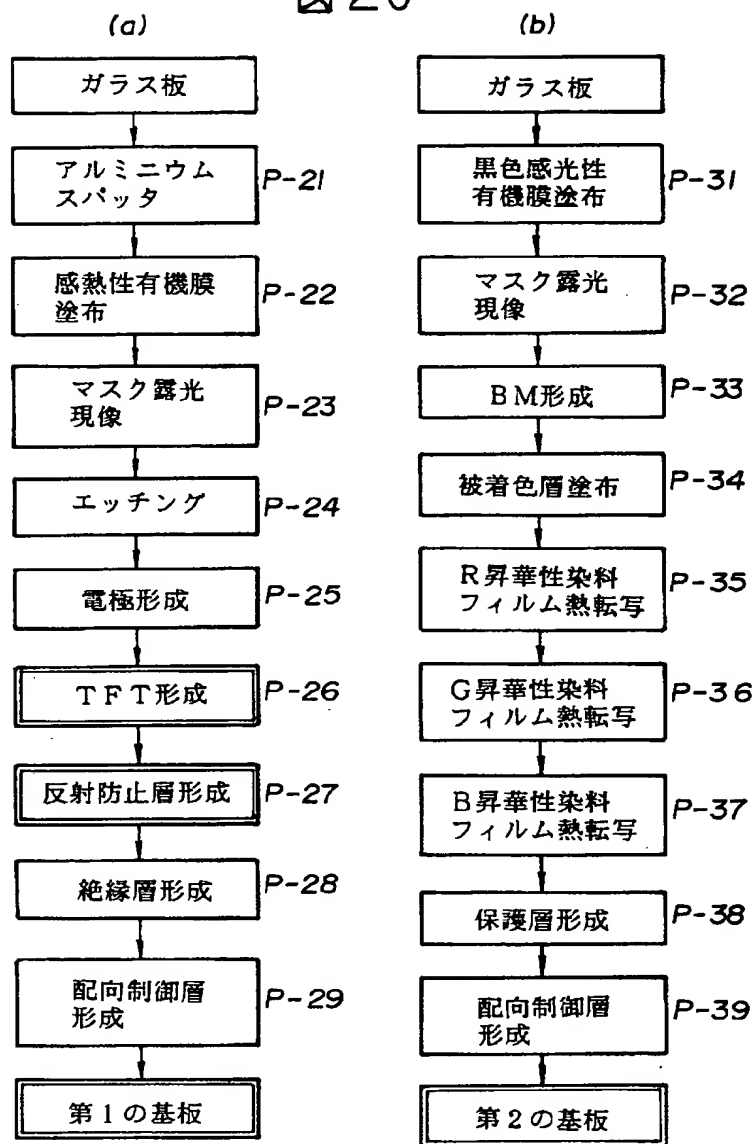 (a)
ガラス板
アルミニウム
スパッタ
P-21
感熱性有機膜
塗布
P-22
マスク露光
現像
P-23
エッチング
P-24
電極形成
P-25
TFT形成
P-26
反射防止層形成
P-27
絶縁層形成
P-28
配向制御層
形成
P-29
第1の基板
(b)
ガラス板
黒色感光性
有機膜塗布
P-31
マスク露光
現像
P-32
BM形成
P-33
被着色層塗布
P-34
R昇華性染料
フィルム熱転写
P-35
G昇華性染料
フィルム熱転写
P-36
B昇華性染料
フィルム熱転写
P-37
保護層形成
P-38
配向制御層
形成
P-39
第2の基板